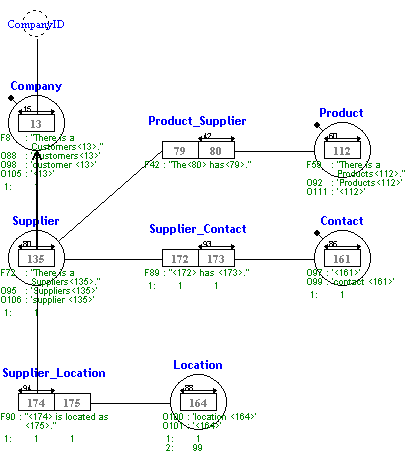 CompanyID
Company
15
13
F8 : "There is a
Customers<13>."
O88 : 'Customers<13>'
O98 : 'customer <13>'
O105 : '<13>'
1:
Product_Supplier
42
79 80
F42 : "The<80> has<79>."
Product
60
112
F59 : "There is a
Products<112>."
O92 : 'Products<112>'
O111 : '<112>'
Supplier
80
135
F72 : "There is a
Suppliers<135>."
O95 : 'Suppliers<135>'
O106 : 'supplier <135>'
1: 1
Supplier_Contact
93
172 173
F89 : "<172> has <173>."
1: 1 1
Contact
86
161
O97 : '<161>'
O99 : 'contact <161>'
1: 1
Supplier_Location
94
174 175
F90 : "<174> is located as
<175>."
1: 1 1
Location
88
164
O100 : 'location <164>'
O101 : '<164>'
1: 1
2: 99